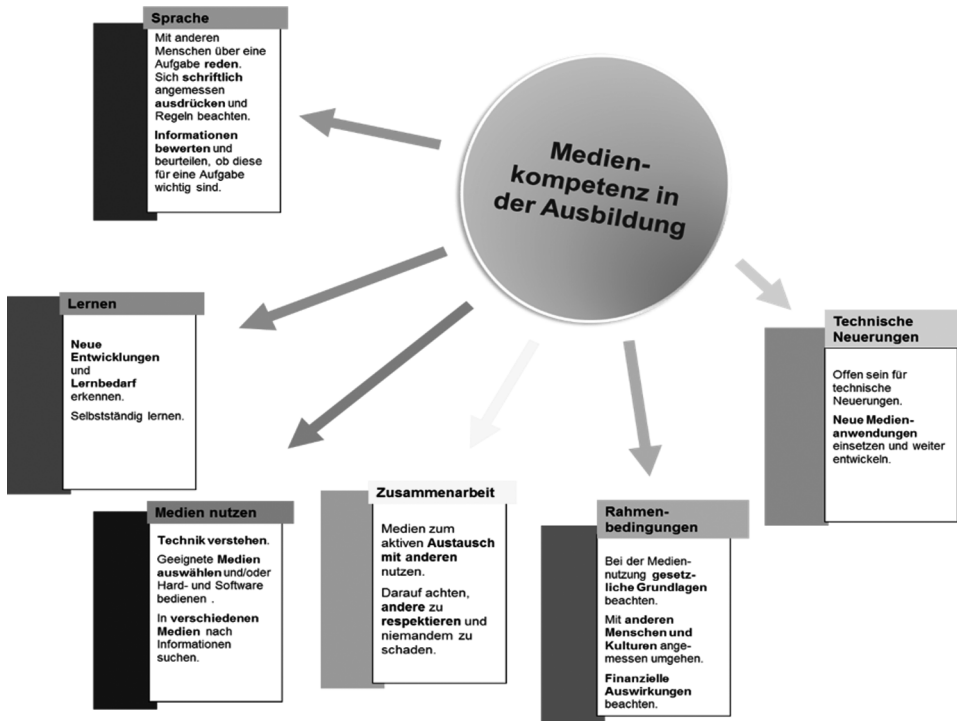 Sprache
Mit anderen
Menschen über eine
Aufgabe reden.
Sich schriftlich
angemessen
ausdrücken und
Regeln beachten.
Informationen
bewerten und
beurteilen, ob diese
für eine Aufgabe
wichtig sind.
Medien-
kompetenz in
der Ausbildung
Lernen
Neue
Entwicklungen
und
Lernbedarf
erkennen.
Selbstständig lernen.
Medien nutzen
Technik verstehen.
Geeignete Medien
auswählen und/oder
Hard- und Software
bedienen .
In verschiedenen
Medien nach
Informationen
suchen.
Zusammenarbeit
Medien zum
aktiven Austausch
mit anderen
nutzen.
Darauf achten,
andere zu
respektieren und
niemandem zu
schaden.
Rahmen-
bedingungen
Bei der Medien-
nutzung gesetz-
liche Grundlagen
beachten.
Mit anderen
Menschen und
Kulturen ange-
messen umgehen.
Finanzielle
Auswirkungen
beachten.
Technische
Neuerungen
Offen sein für
technische
Neuerungen.
Neue Medien-
anwendungen
einsetzen und weiter
entwickeln.